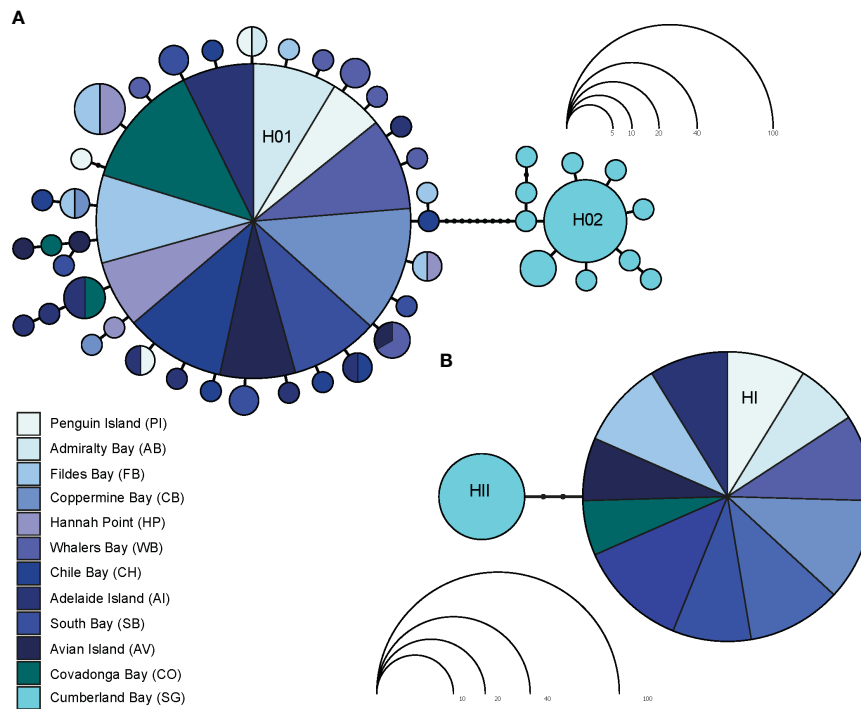 A
H01
5 10 20 40 100
H02
B
HI
HII
Penguin Island (PI)
Admiralty Bay (AB)
Fildes Bay (FB)
Coppermine Bay (CB)
Hannah Point (HP)
Whalers Bay (WB)
Chile Bay (CH)
Adelaide Island (AI)
South Bay (SB)
Avian Island (AV)
Covadonga Bay (CO)
Cumberland Bay (SG)
10 20 40 100